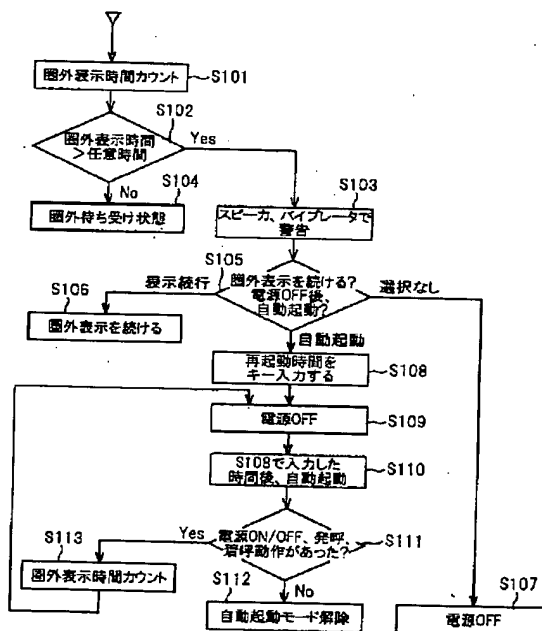 圏外表示時間カウント
S101
S102
圏外表示時間
>任意時間
Yes
No
S104
圏外待ち受け状態
S103
スピーカ、バイブレータで
警告
S105
圏外表示を続ける?
電源OFF後、
自動起動?
表示続行
選択なし
S106
圏外表示を続ける
自動起動
再起動時間を
キー入力する
S108
電源OFF
S109
S108で入力した
時間後、自動起動
S110
電源ON/OFF、発呼、
着呼動作があった?
S111
Yes
S113
圏外表示時間カウント
No
S112
自動起動モード解除
S107
電源OFF